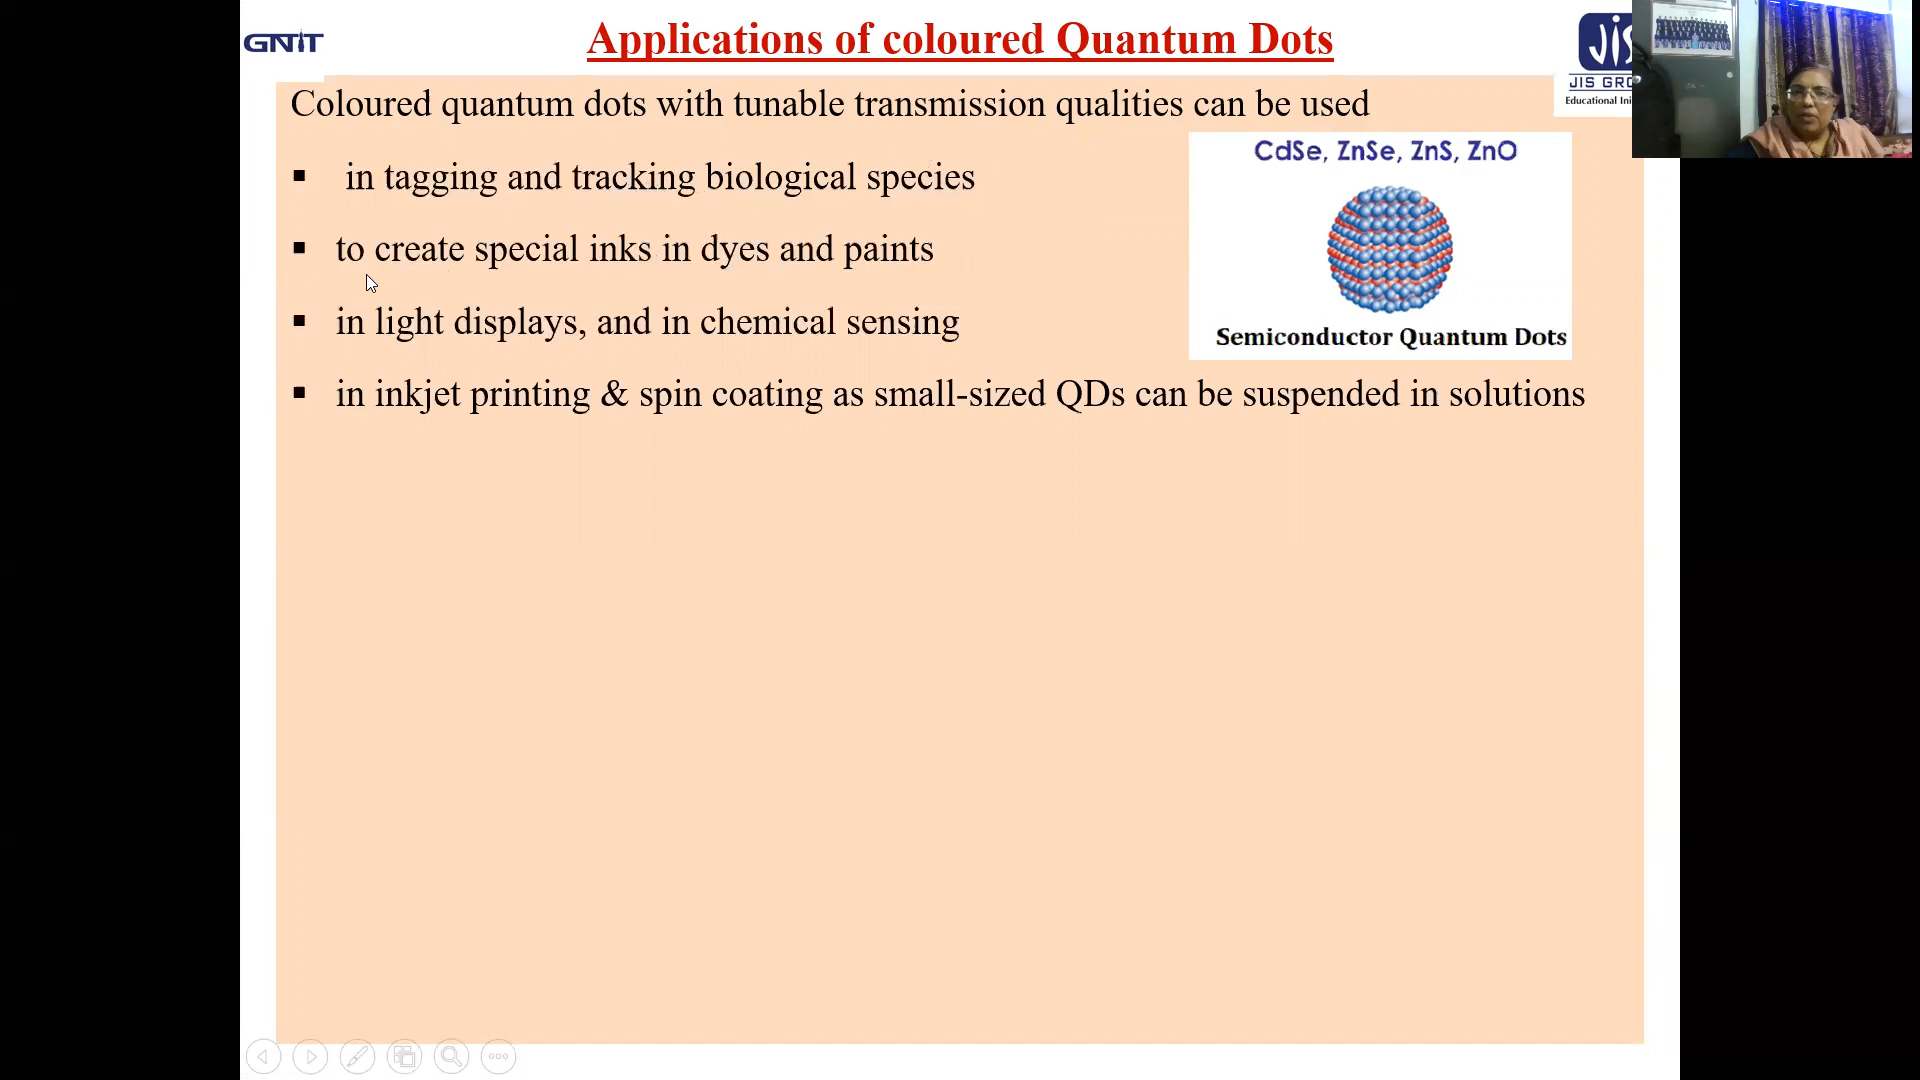 GNIT
Applications of coloured Quantum Dots
JIS
JIS GRO
Educational Ini
Coloured quantum dots with tunable transmission qualities can be used
▪ in tagging and tracking biological species
▪ to create special inks in dyes and paints
▪ in light displays, and in chemical sensing
▪ in inkjet printing & spin coating as small-sized QDs can be suspended in solutions
CdSe, ZnSe, ZnS, ZnO
Semiconductor Quantum Dots